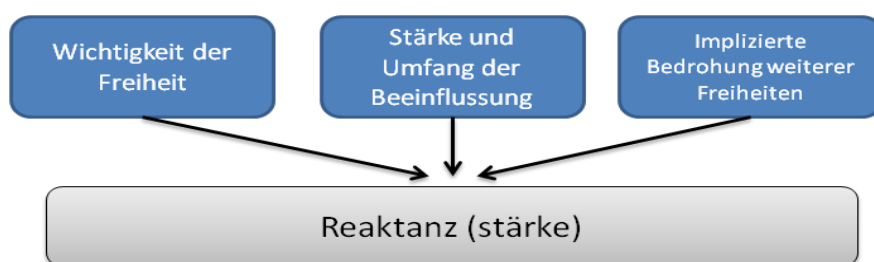 Wichtigkeit der
Freiheit
Stärke und
Umfang der
Beeinflussung
Implizierte
Bedrohung weiterer
Freiheiten
Reaktanz (stärke)